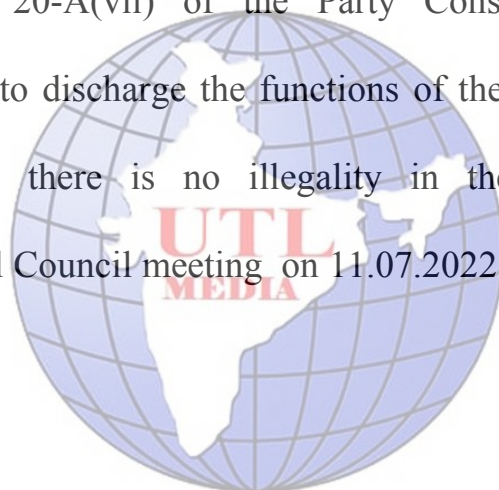 20-A(vii) of the Party Cons
to discharge the functions of the
there is no illegality in the
l Council meeting on 11.07.2022
UTL
MEDIA